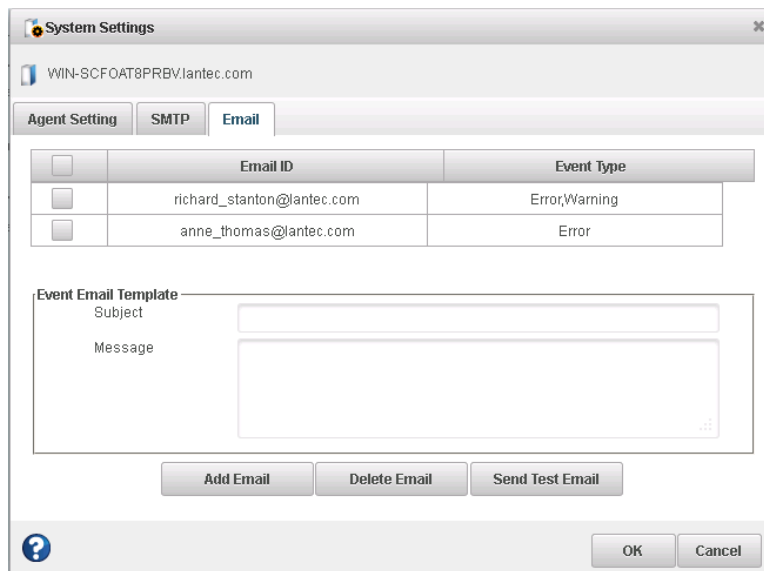 System Settings
WIN-SCFOAT8PRBV.lantec.com
Agent Setting SMTP Email
Email ID Event Type
richard_stanton@lantec.com Error,Warning
anne_thomas@lantec.com Error
Event Email Template
Subject
Message
Add Email Delete Email Send Test Email
?
OK Cancel